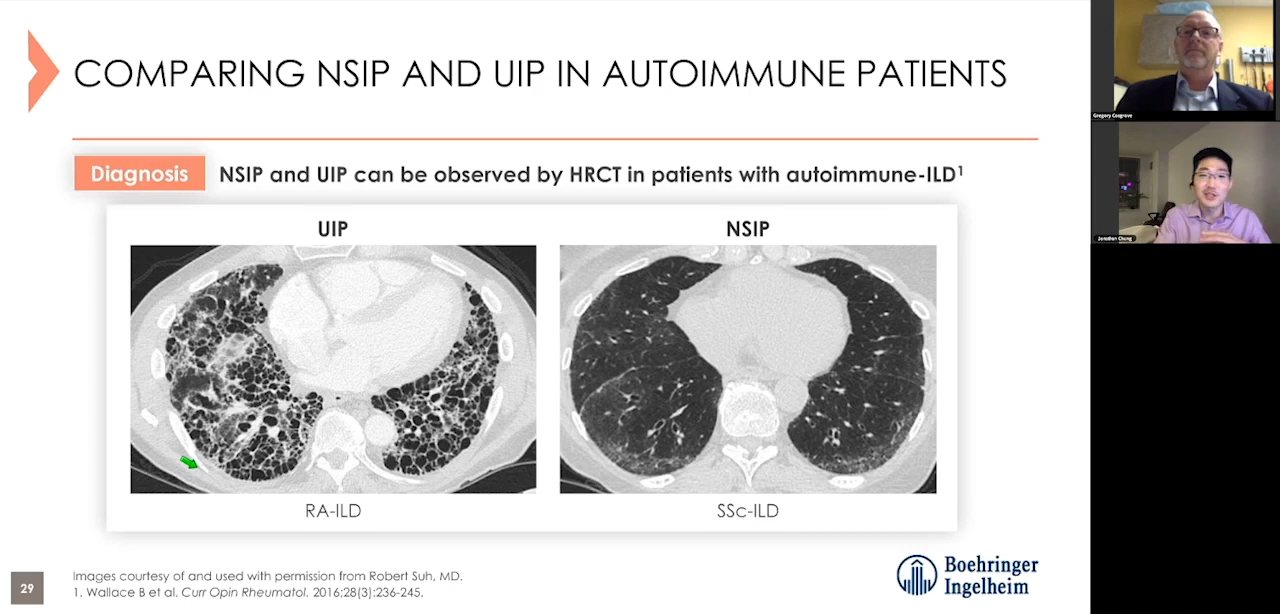 COMPARING NSIP AND UIP IN AUTOIMMUNE PATIENTS
Diagnosis
NSIP and UIP can be observed by HRCT in patients with autoimmune-ILD¹
UIP
NSIP
RA-ILD
SSc-ILD
29
Images courtesy of and used with permission from Robert Suh, MD.
1. Wallace B et al. Curr Opin Rheumatol. 2016;28(3):236-245.
Boehringer
Ingelheim
Gregory Cosgrove
Jonathan Chung